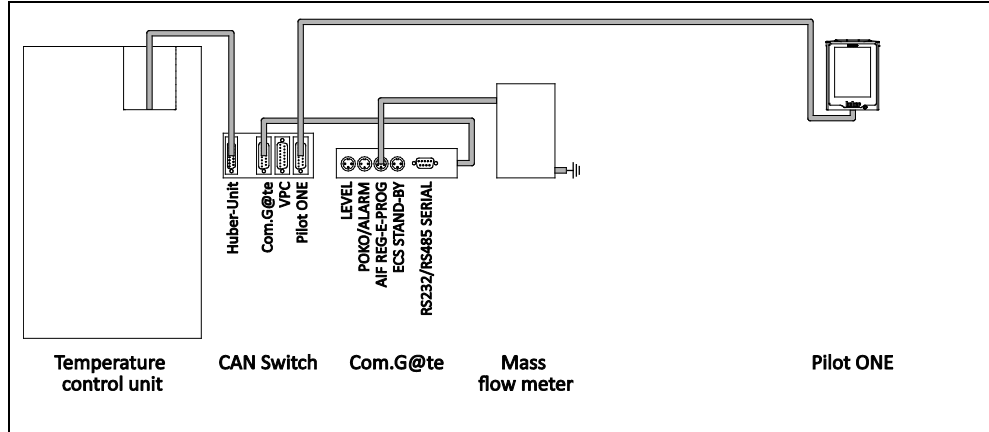 Huber-Unit
Com.G@te
VPC
Pilot ONE
LEVEL
POKO/ALARM
AIF REG-E-PROG
ECS STAND-BY
RS232/RS485 SERIAL
huber
Temperature
control unit
CAN Switch
Com.G@te
Mass
flow meter
Pilot ONE